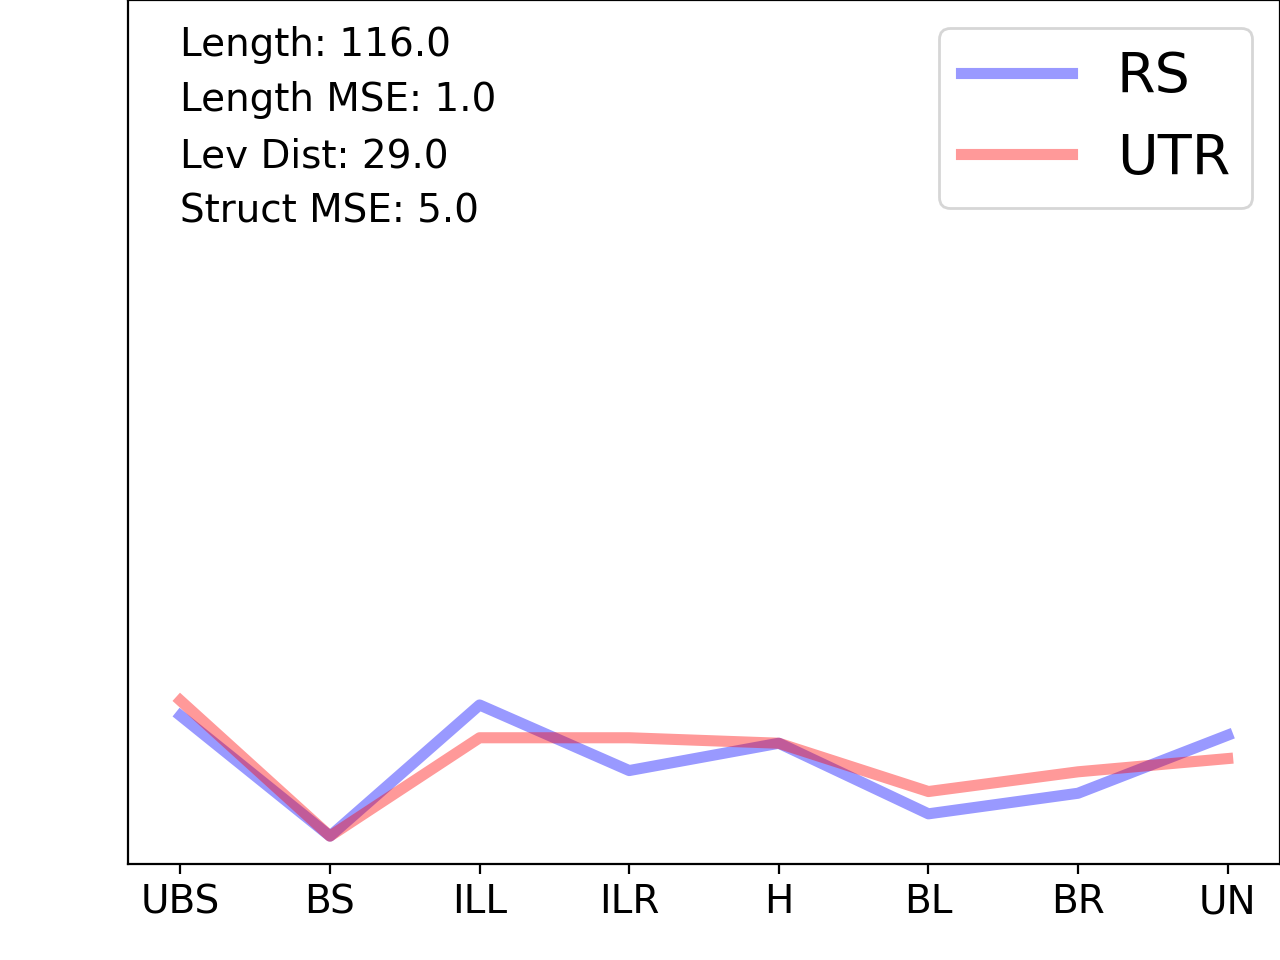 Length: 116.0
Length MSE: 1.0
Lev Dist: 29.0
Struct MSE: 5.0
RS
UTR
UBS BS ILL ILR H BL BR UN